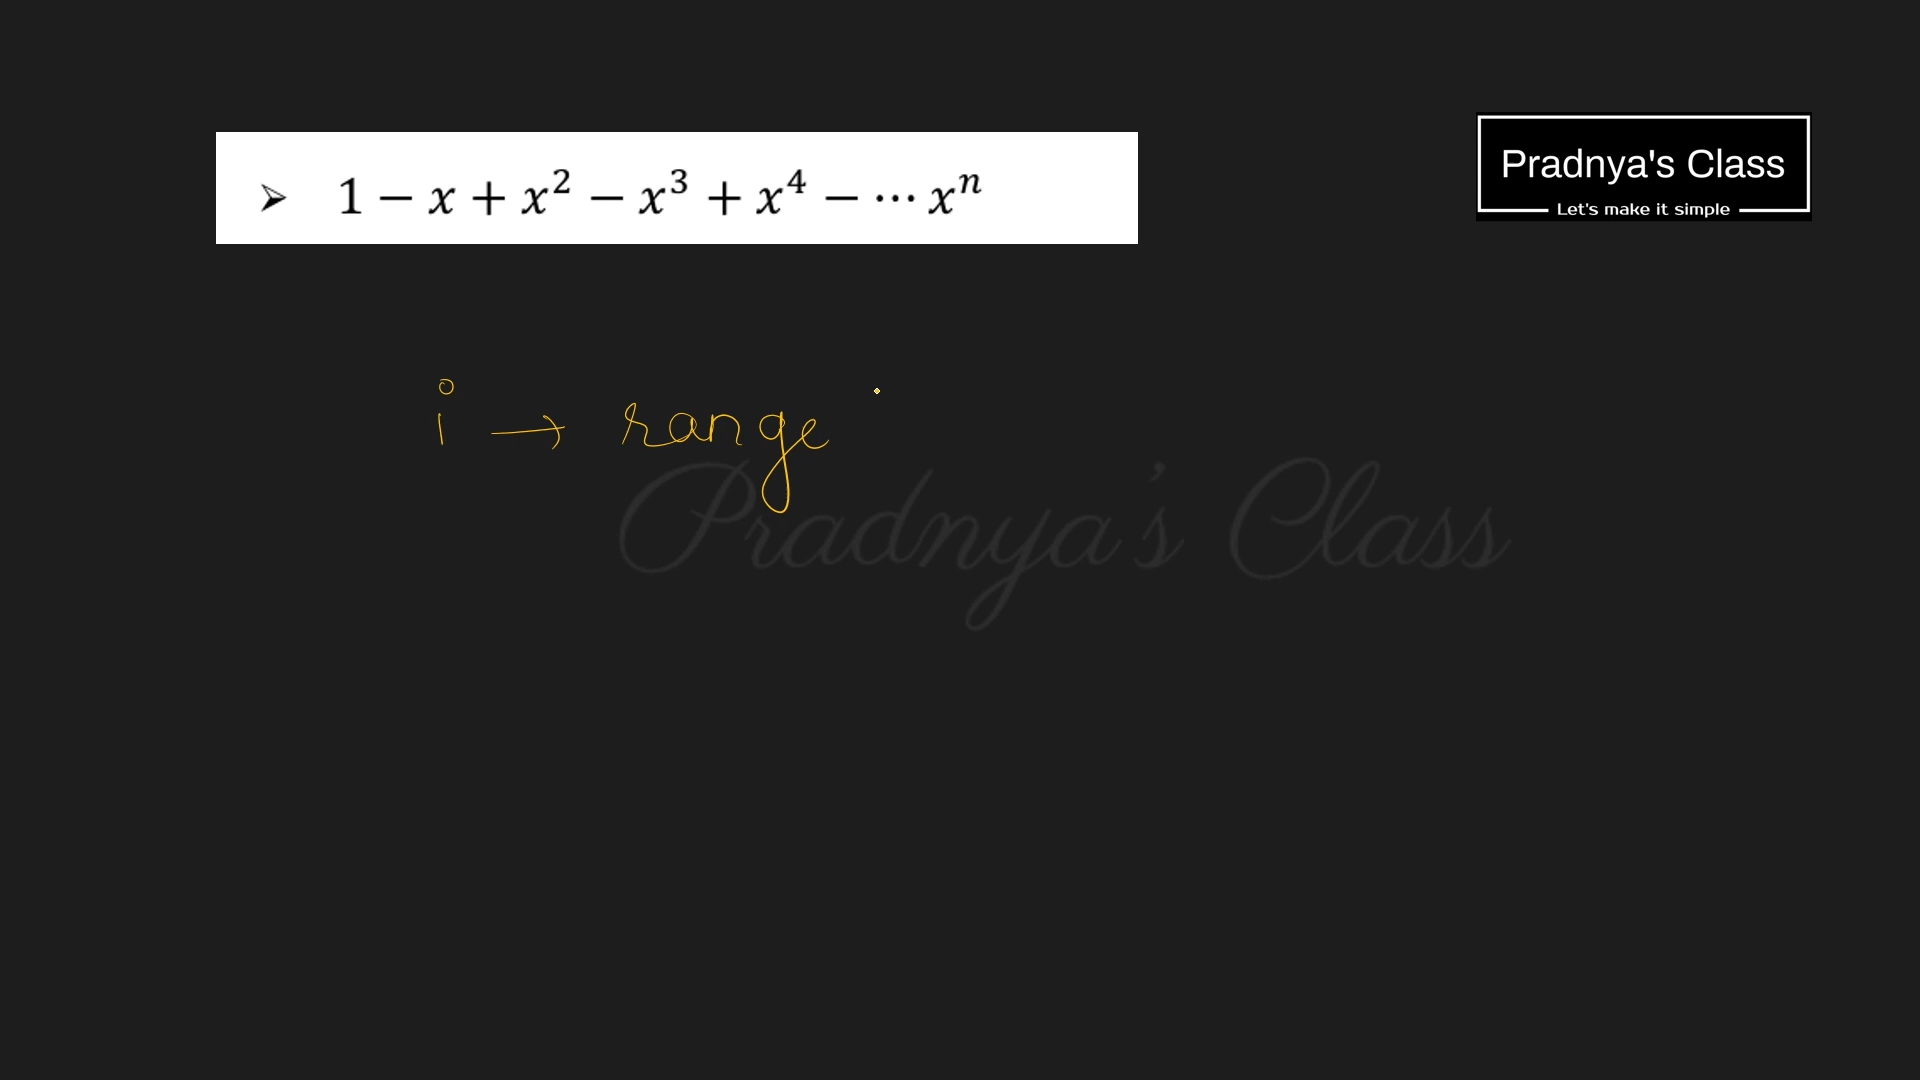 ➢ 1 − x + x² − x³ + x⁴ − ⋯ xⁿ
Pradnya's Class
Let's make it simple
i → range
Pradnya's Class